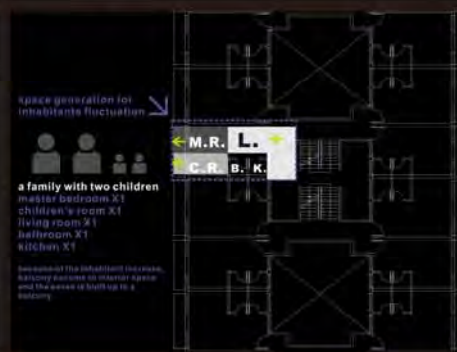 space generation for
inhabitants fluctuation
M.R. L.
C.R. B. K.
a family with two children
master bedroom X1
children's room X1
living room X1
bathroom X1
kitchen X1
because of the inhabitant increase,
balcony become to interior space
and the eaves is built up to a
balcony.